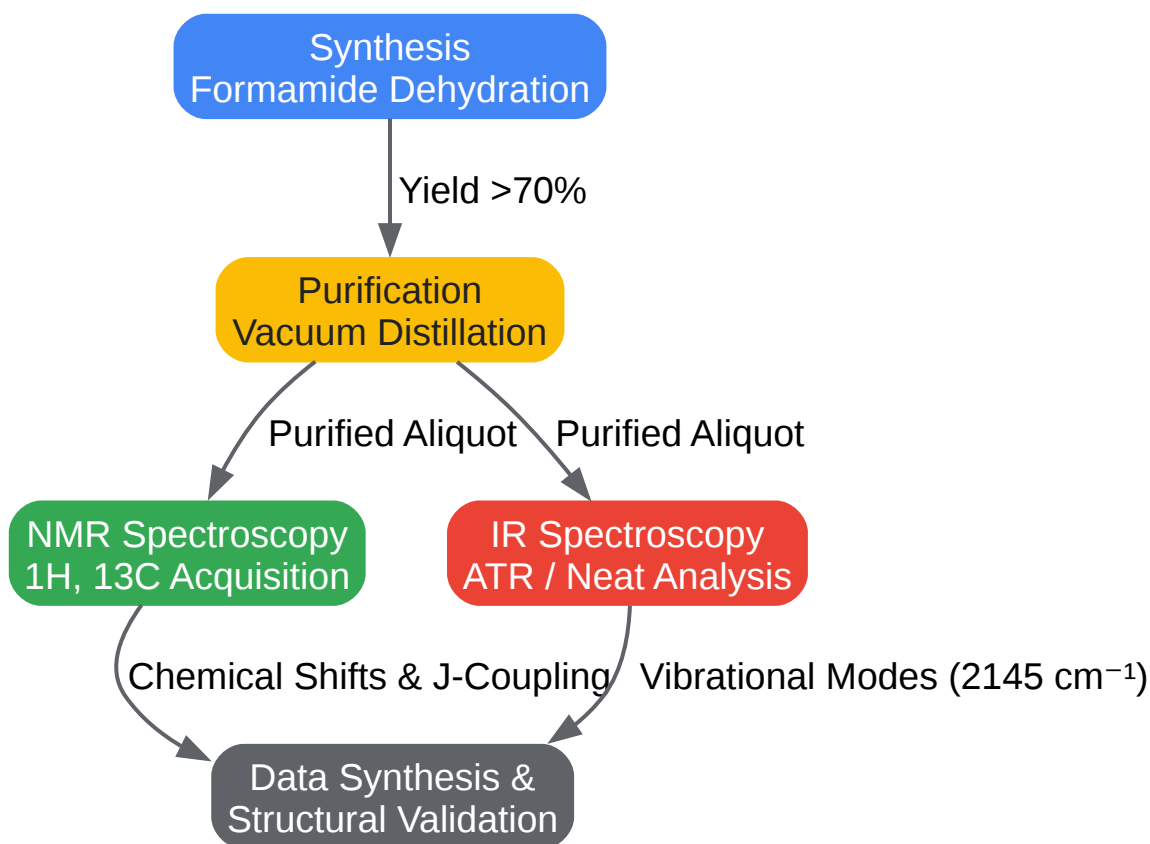 Synthesis
Formamide Dehydration
Yield >70%
Purification
Vacuum Distillation
Purified Aliquot
Purified Aliquot
NMR Spectroscopy
1H, 13C Acquisition
IR Spectroscopy
ATR / Neat Analysis
Chemical Shifts & J-Coupling
Vibrational Modes (2145 cm⁻¹)
Data Synthesis &
Structural Validation